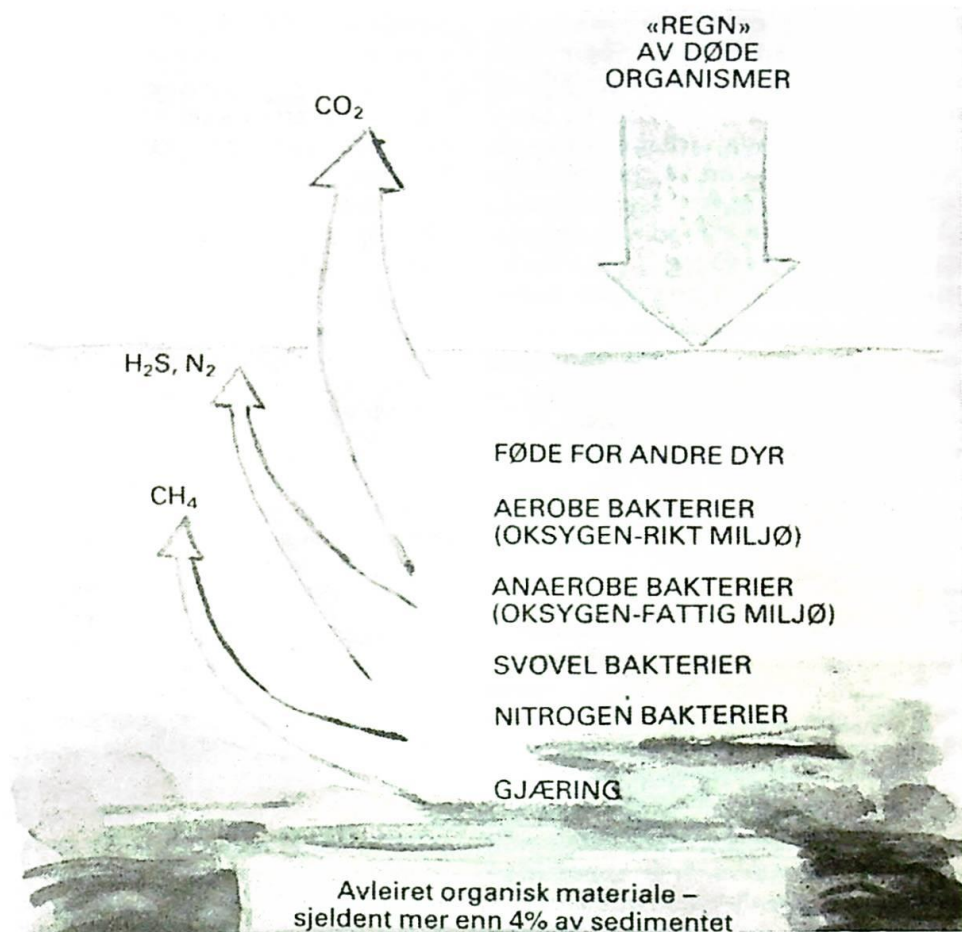 «REGN»
AV DØDE
ORGANISMER
CO₂
H₂S, N₂
CH₄
FØDE FOR ANDRE DYR
AEROBE BAKTERIER
(OKSYGEN-RIKT MILJØ)
ANAEROBE BAKTERIER
(OKSYGEN-FATTIG MILJØ)
SVOVEL BAKTERIER
NITROGEN BAKTERIER
GJÆRING
Avleiret organisk materiale –
sjeldent mer enn 4% av sedimentet